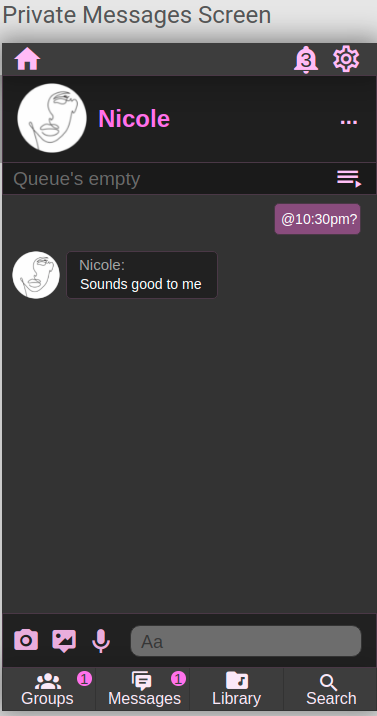 Private Messages Screen
3
Nicole
...
Queue's empty
@10:30pm?
Nicole:
Sounds good to me
Aa
1 1
Groups Messages Library Search